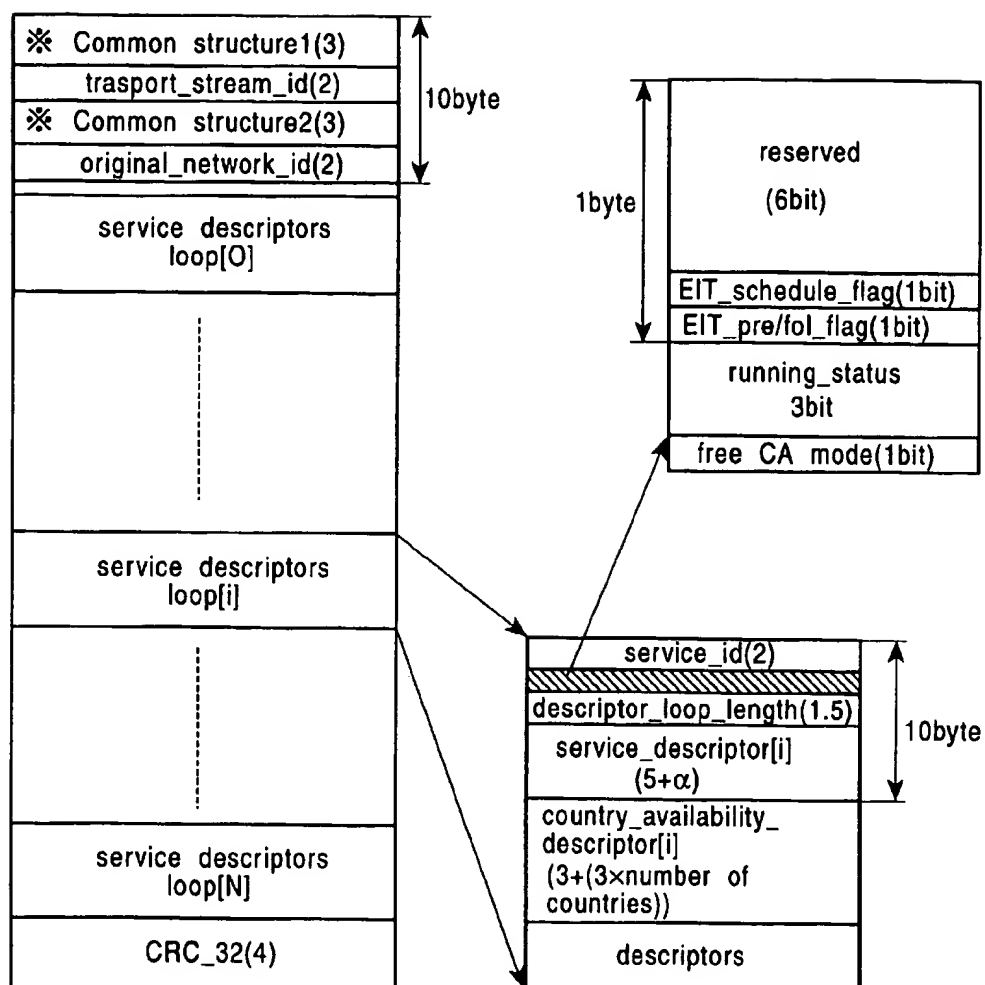 ※ Common structure1(3)
trasport_stream_id(2)
※ Common structure2(3)
original_network_id(2)
10byte
service descriptors
loop[O]
service descriptors
loop[i]
service descriptors
loop[N]
CRC_32(4)
1byte
reserved
(6bit)
EIT_schedule_flag(1bit)
EIT_pre/fol_flag(1bit)
running_status
3bit
free CA mode(1bit)
service_id(2)
descriptor_loop_length(1.5)
service_descriptor[i]
(5+α)
10byte
country_availability_
descriptor[i]
(3+(3×number of
countries))
descriptors